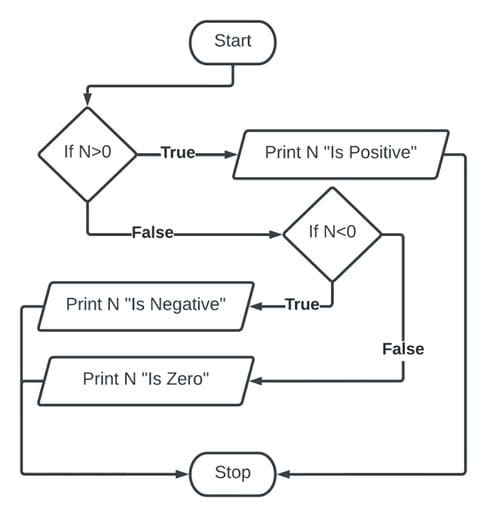 Start
If N>0
True
Print N "Is Positive"
False
If N<0
Print N "Is Negative"
True
False
Print N "Is Zero"
Stop